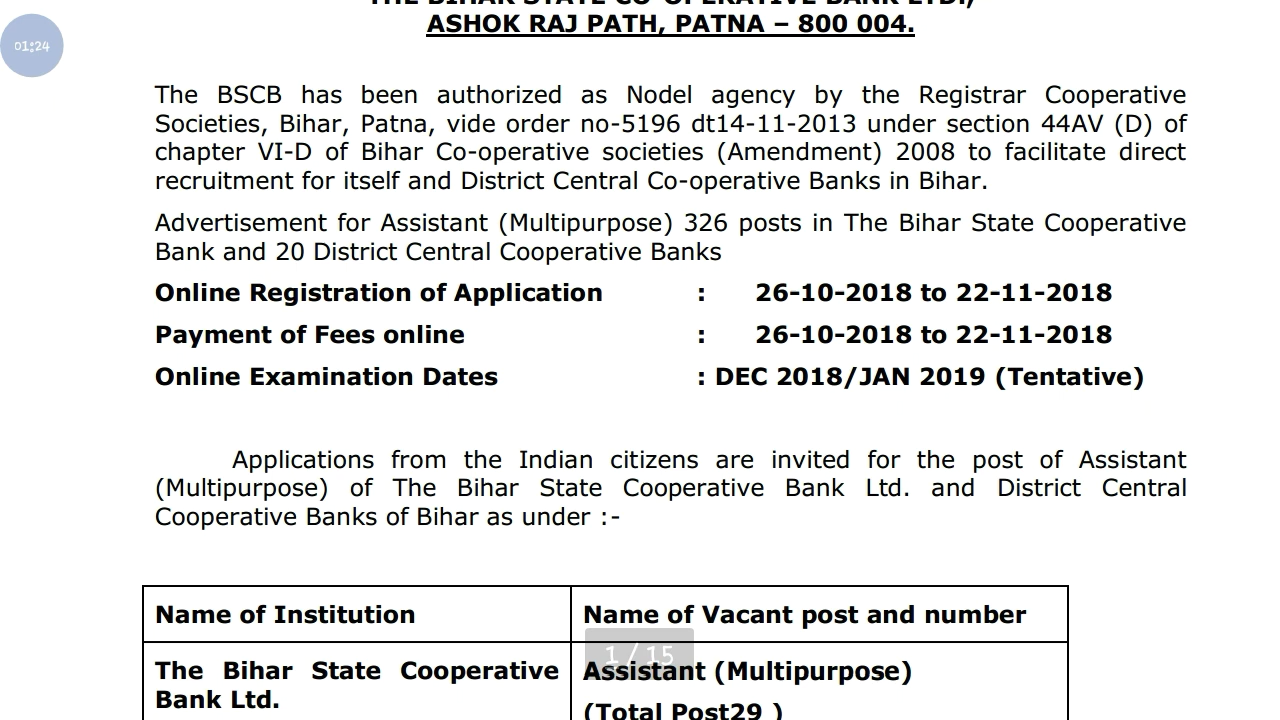 THE BIHAR STATE CO-OPERATIVE BANK LTD.,
ASHOK RAJ PATH, PATNA – 800 004.
01:24
The BSCB has been authorized as Nodel agency by the Registrar Cooperative
Societies, Bihar, Patna, vide order no-5196 dt14-11-2013 under section 44AV (D) of
chapter VI-D of Bihar Co-operative societies (Amendment) 2008 to facilitate direct
recruitment for itself and District Central Co-operative Banks in Bihar.
Advertisement for Assistant (Multipurpose) 326 posts in The Bihar State Cooperative
Bank and 20 District Central Cooperative Banks
Online Registration of Application : 26-10-2018 to 22-11-2018
Payment of Fees online : 26-10-2018 to 22-11-2018
Online Examination Dates : DEC 2018/JAN 2019 (Tentative)
Applications from the Indian citizens are invited for the post of Assistant
(Multipurpose) of The Bihar State Cooperative Bank Ltd. and District Central
Cooperative Banks of Bihar as under :-
Name of Institution Name of Vacant post and number
1 / 15
The Bihar State Cooperative Assistant (Multipurpose)
Bank Ltd.
(Total Post29 )